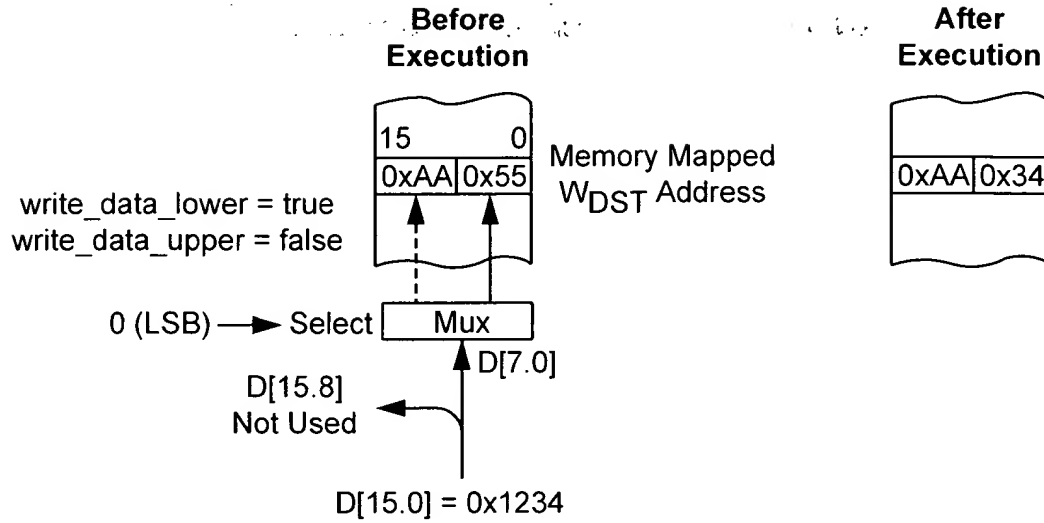 Before
Execution
After
Execution
15 0
0xAA 0x55
Memory Mapped
WDST Address
0xAA 0x34
write_data_lower = true
write_data_upper = false
0 (LSB) Select Mux
D[7.0]
D[15.8]
Not Used
D[15.0] = 0x1234